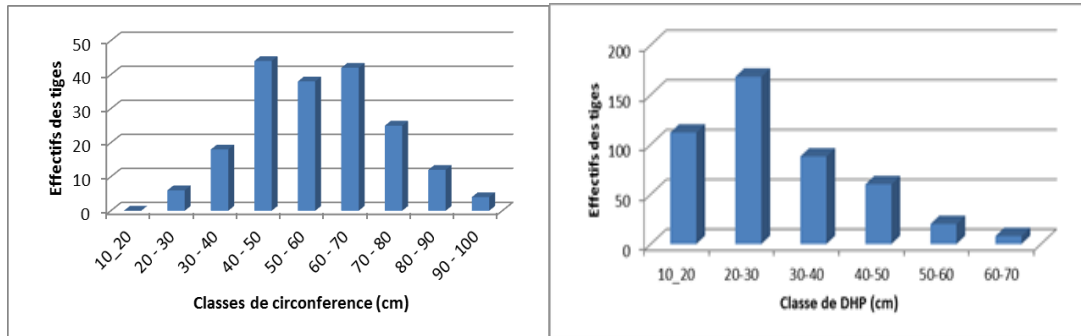 Effectifs des tiges
50
40
30
20
10
0
10_20
20 - 30
30 - 40
40 - 50
50 - 60
60 - 70
70 - 80
80 - 90
90 - 100
Classes de circonference (cm)
Effectifs des tiges
200
150
100
50
0
10_20
20-30
30-40
40-50
50-60
60-70
Classe de DHP (cm)